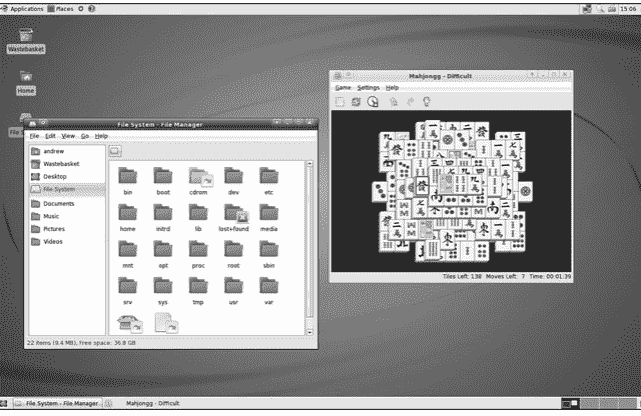 Applications Places 15:06
Wastebasket
Home
File S
File System - File Manager
File Edit View Go Help
andrew
Wastebasket
Desktop
File System
Documents
Music
Pictures
Videos
bin boot cdrom dev etc
home initrd lib lost+found media
mnt opt proc root sbin
srv sys tmp usr var
22 items (9.4 MB), Free space: 36.8 GB
Mahjongg - Difficult
Game Settings Help
Tiles Left: 138 Moves Left: 7 Time: 00:01:39
File System - File Manager Mahjongg - Difficult